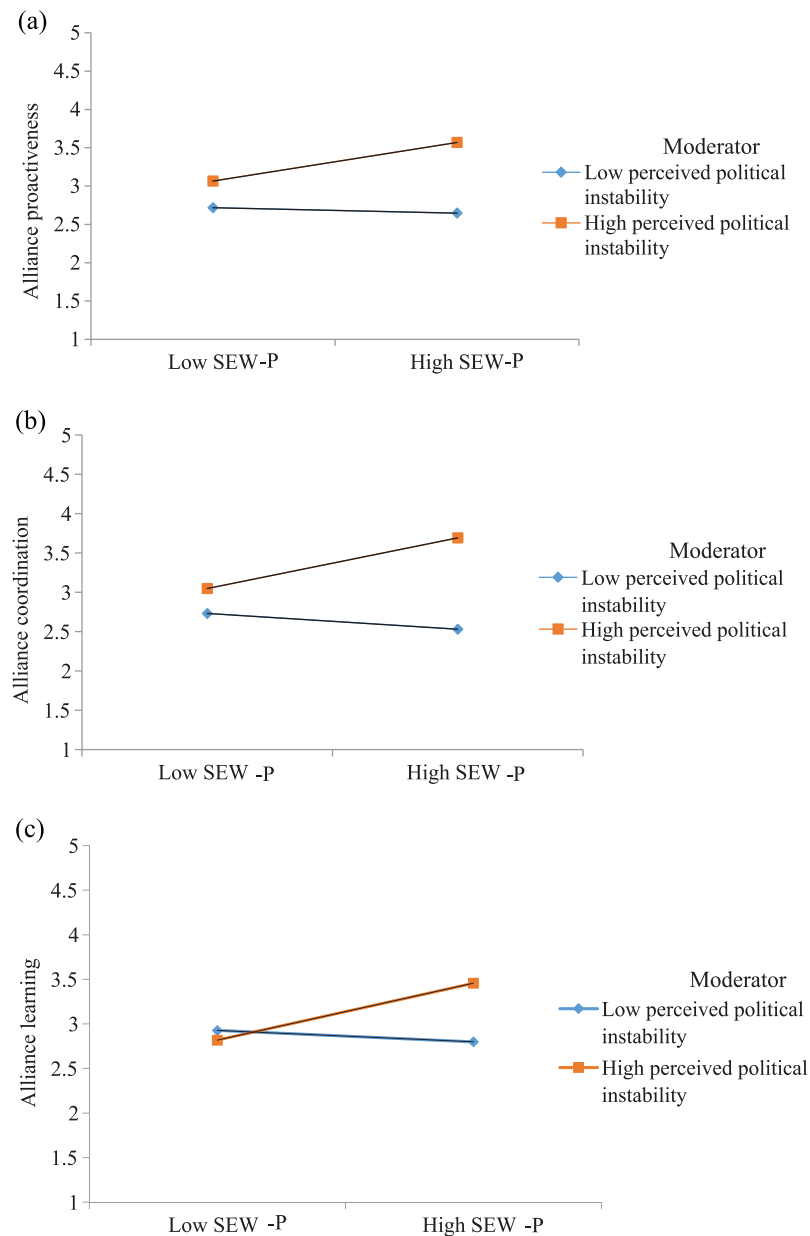 (a)
5
4.5
4
3.5
3
2.5
2
1.5
1
Alliance proactiveness
Low SEW-P
High SEW-P
Moderator
Low perceived political
instability
High perceived political
instability
(b)
5
4.5
4
3.5
3
2.5
2
1.5
1
Alliance coordination
Low SEW -P
High SEW -P
Moderator
Low perceived political
instability
High perceived political
instability
(c)
5
4.5
4
3.5
3
2.5
2
1.5
1
Alliance learning
Low SEW -P
High SEW -P
Moderator
Low perceived political
instability
High perceived political
instability